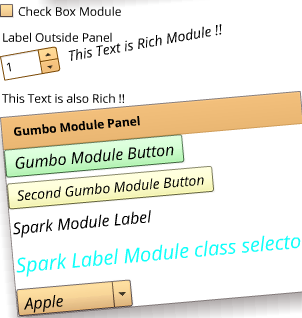 Check Box Module
Label Outside Panel
This Text is Rich Module !!
1
This Text is also Rich !!
Gumbo Module Panel
Gumbo Module Button
Second Gumbo Module Button
Spark Module Label
Spark Label Module class selecto
Apple